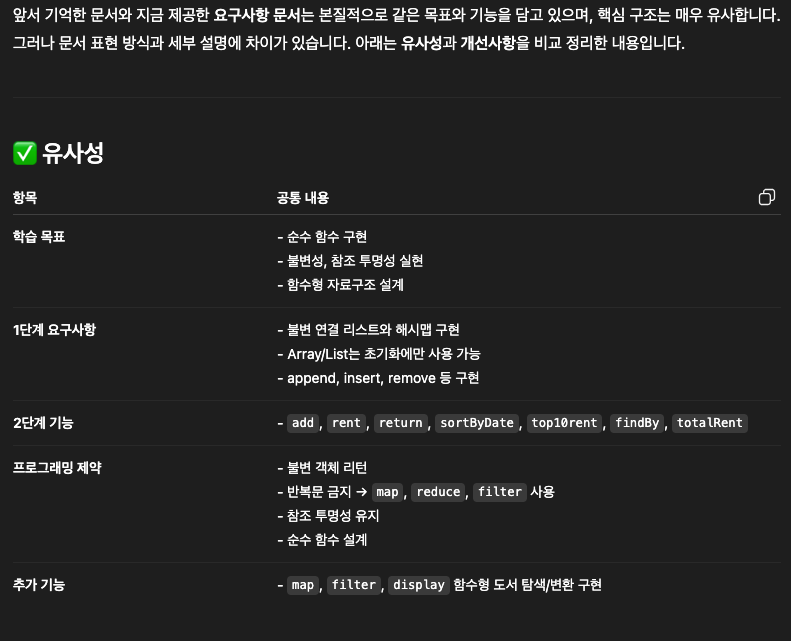 앞서 기억한 문서와 지금 제공한 요구사항 문서는 본질적으로 같은 목표와 기능을 담고 있으며, 핵심 구조는 매우 유사합니다.
그러나 문서 표현 방식과 세부 설명에 차이가 있습니다. 아래는 유사성과 개선사항을 비교 정리한 내용입니다.
✅ 유사성
항목 공통 내용
학습 목표 - 순수 함수 구현
- 불변성, 참조 투명성 실현
- 함수형 자료구조 설계
1단계 요구사항 - 불변 연결 리스트와 해시맵 구현
- Array/List는 초기화에만 사용 가능
- append, insert, remove 등 구현
2단계 기능 - add, rent, return, sortByDate, top10rent, findBy, totalRent
프로그래밍 제약 - 불변 객체 리턴
- 반복문 금지 → map, reduce, filter 사용
- 참조 투명성 유지
- 순수 함수 설계
추가 기능 - map, filter, display 함수형 도서 탐색/변환 구현